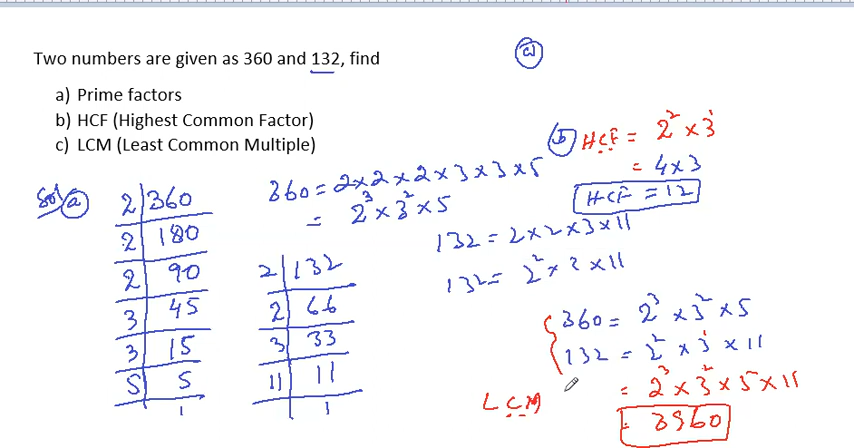 Two numbers are given as 360 and 132, find
a) Prime factors
b) HCF (Highest Common Factor)
c) LCM (Least Common Multiple)
Solⁿ a
2|360
2|180
2|90
3|45
3|15
5|5
1
360 = 2×2×2×3×3×5
= 2³×3²×5
2|132
2|66
3|33
11|11
1
132 = 2×2×3×11
132 = 2²×3×11
b HCF = 2²×3¹
= 4×3
HCF = 12
360 = 2³×3²×5
132 = 2²×3¹×11
LCM = 2³×3²×5×11
= 3960